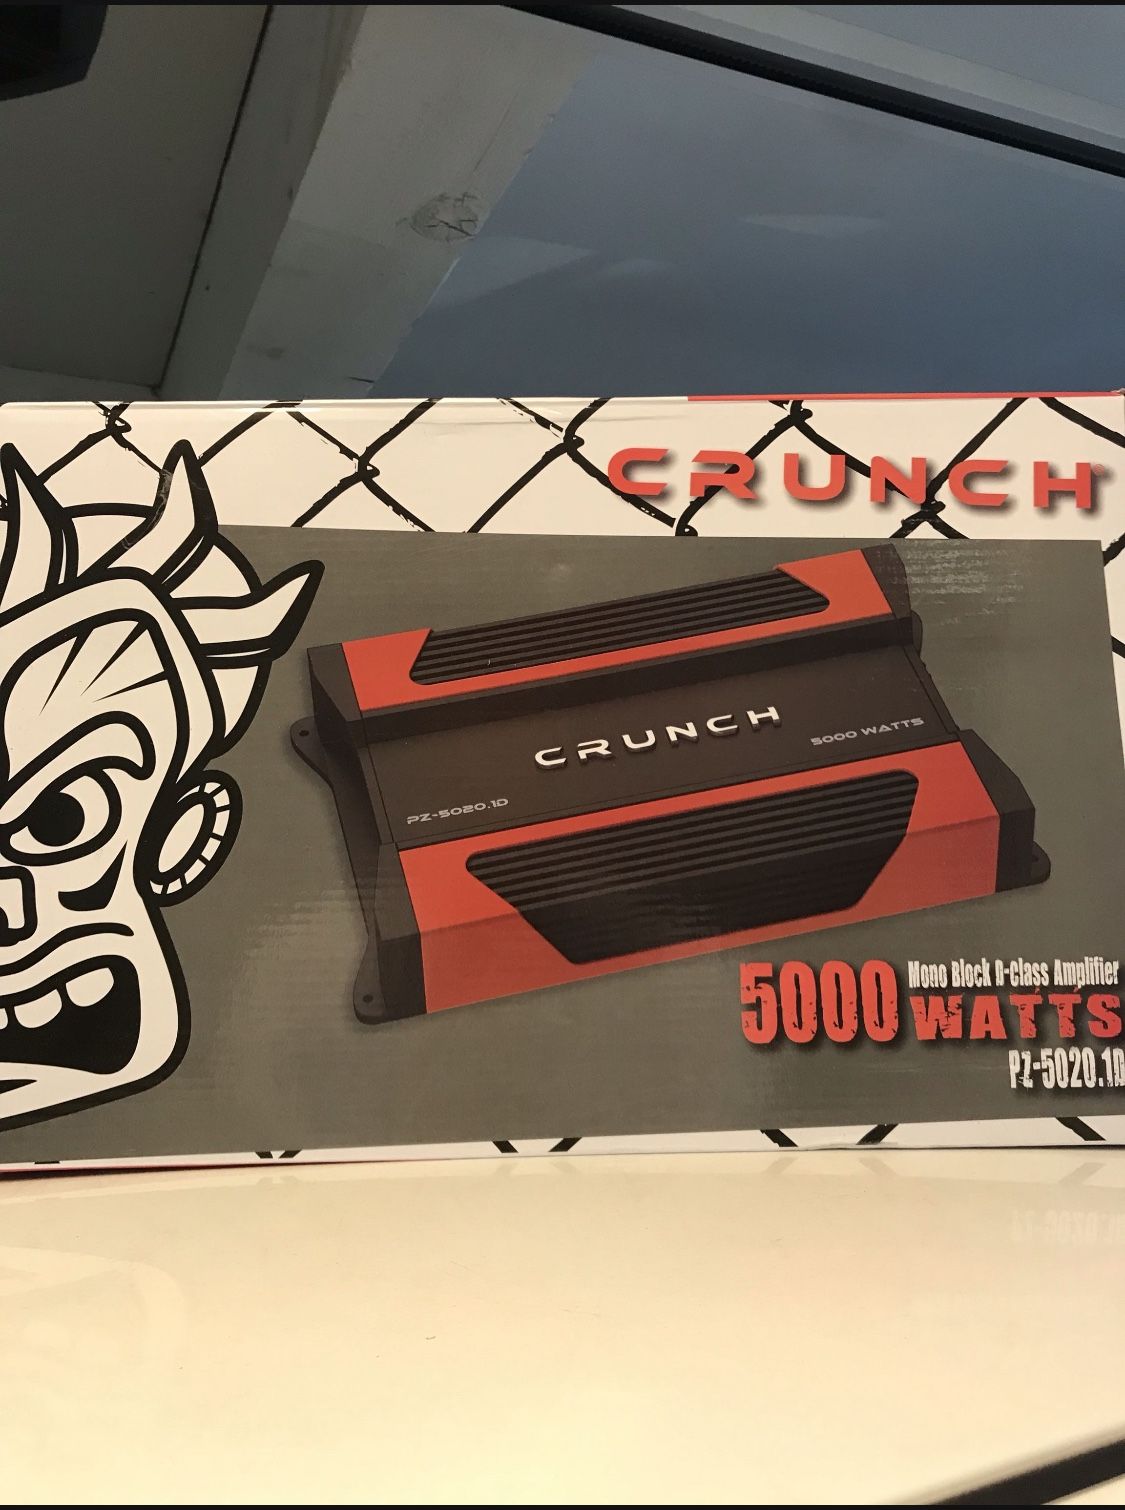 CRUNCH
CRUNCH
5000 WATTS
PZ-5020.1D
5000 Mono Block D-Class Amplifier
WATTS
PZ-5020.1D